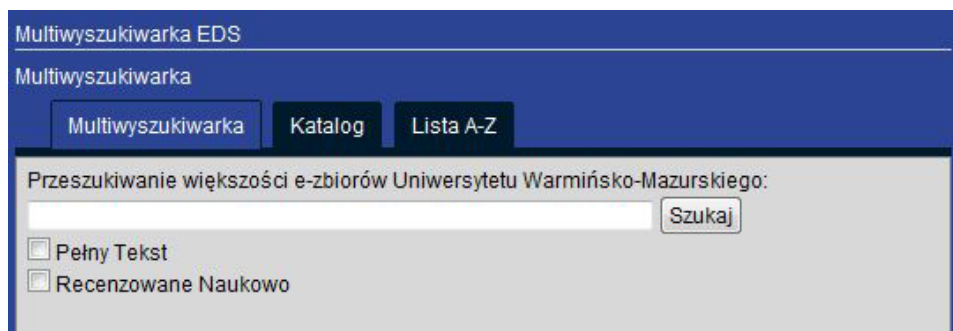 Multiwyszukiwarka EDS
Multiwyszukiwarka
Multiwyszukiwarka Katalog Lista A-Z
Przeszukiwanie większości e-zbiorów Uniwersytetu Warmińsko-Mazurskiego:
Szukaj
Pełny Tekst
Recenzowane Naukowo